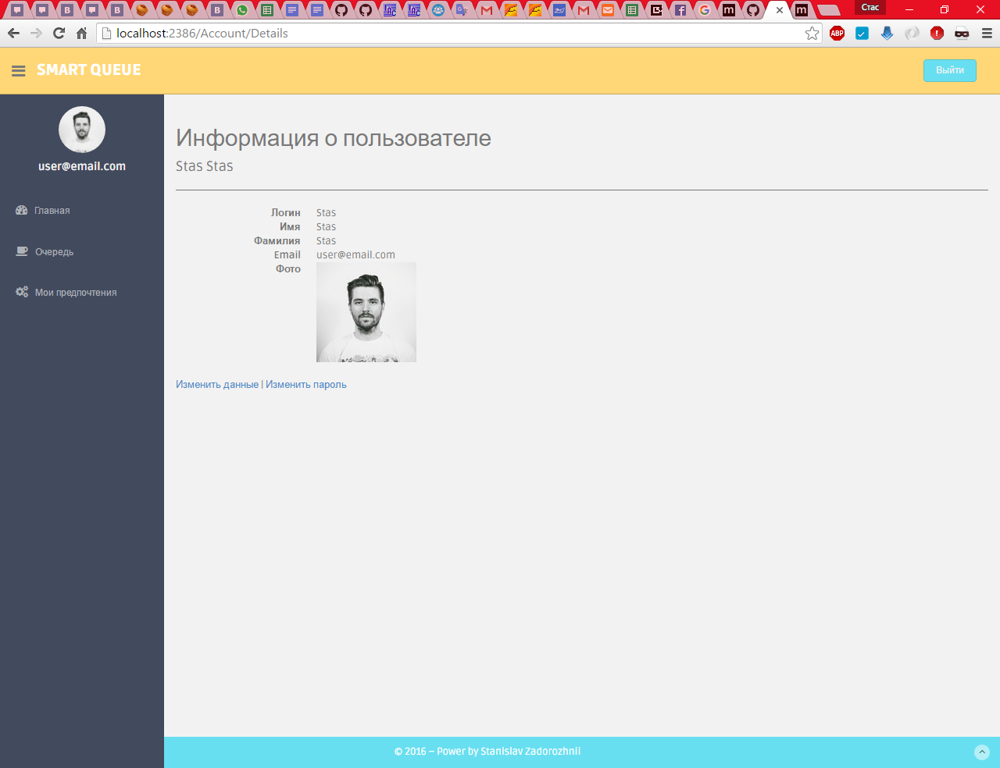 Стас
localhost:2386/Account/Details
ABP
SMART QUEUE
Выйти
user@email.com
Главная
Очередь
Мои предпочтения
Информация о пользователе
Stas Stas
Логин Stas
Имя Stas
Фамилия Stas
Email user@email.com
Фото
Изменить данные | Изменить пароль
© 2016 – Power by Stanislav Zadorozhnii